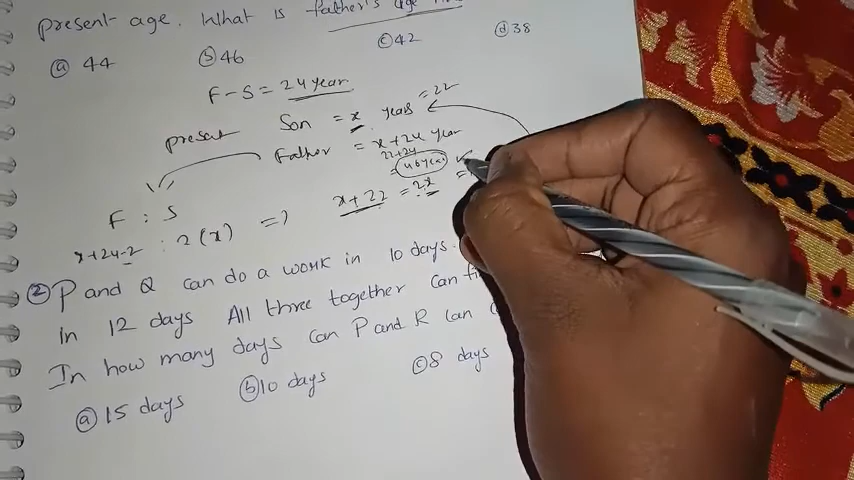 present age. What is father's age
ⓐ 44 ⓑ 46 ⓒ 42 ⓓ 38
F - S = 24 year
present Son = x years = 22
Father = x + 24 year
22+24
= 46 year ✓
F : S x + 22 = 2x
x+24-2 : 2(x) =)
② P and Q can do a work in 10 days.
in 12 days All three together can
In how many days can P and R can
ⓐ 15 days ⓑ 10 days ⓒ 8 days